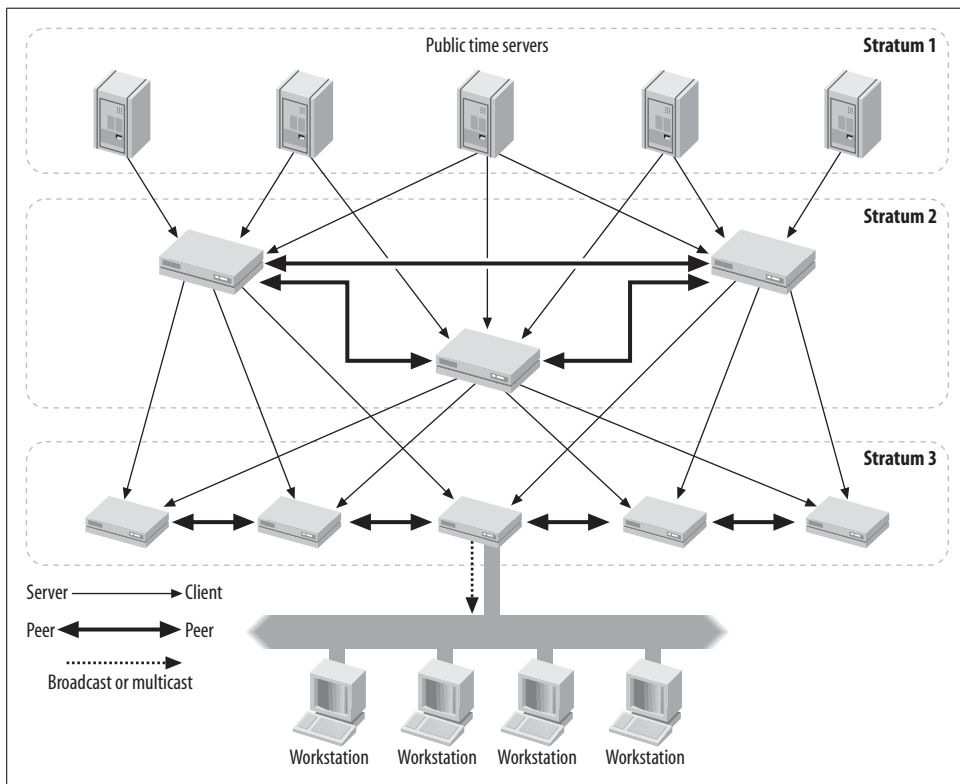 Public time servers
Stratum 1
Stratum 2
Stratum 3
Server
Client
Peer
Peer
Broadcast or multicast
Workstation
Workstation
Workstation
Workstation